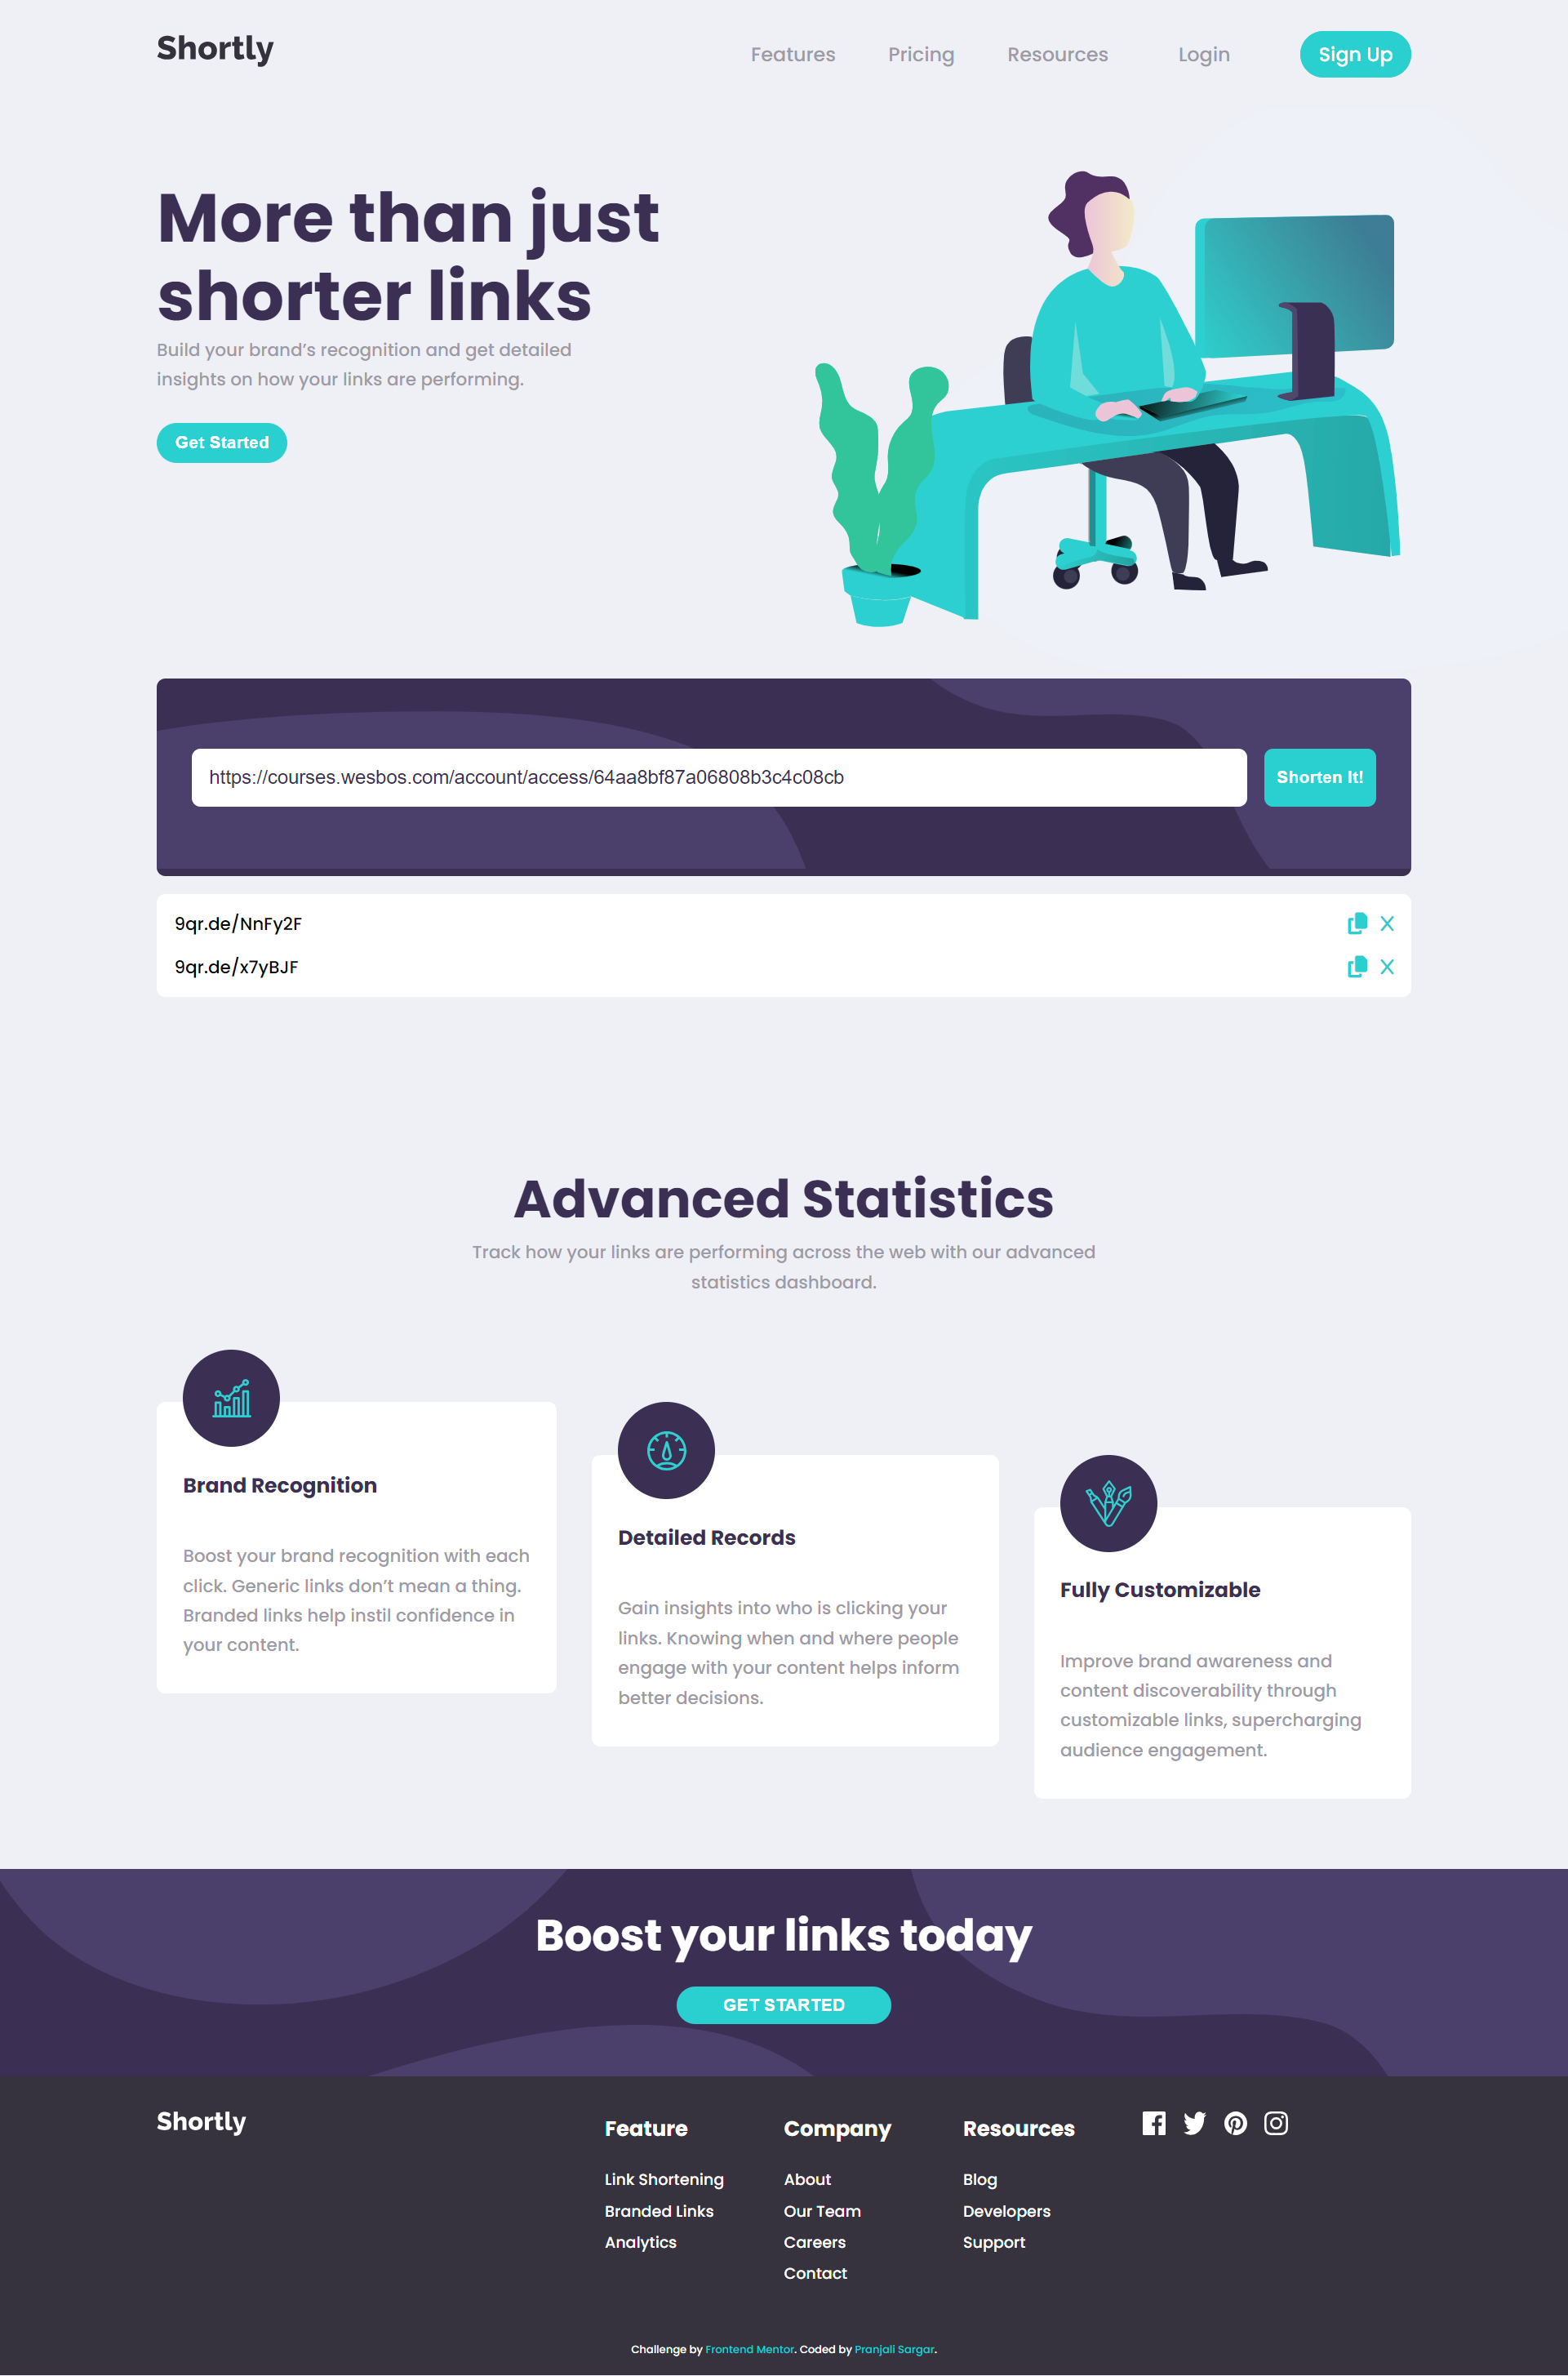 Shortly
Features
Pricing
Resources
Login
Sign Up
More than just
shorter links
Build your brand’s recognition and get detailed
insights on how your links are performing.
Get Started
https://courses.wesbos.com/account/access/64aa8bf87a06808b3c4c08cb
Shorten It!
9qr.de/NnFy2F
X
9qr.de/x7yBJF
X
Advanced Statistics
Track how your links are performing across the web with our advanced
statistics dashboard.
Brand Recognition
Boost your brand recognition with each
click. Generic links don’t mean a thing.
Branded links help instil confidence in
your content.
Detailed Records
Gain insights into who is clicking your
links. Knowing when and where people
engage with your content helps inform
better decisions.
Fully Customizable
Improve brand awareness and
content discoverability through
customizable links, supercharging
audience engagement.
Boost your links today
GET STARTED
Shortly
Feature
Link Shortening
Branded Links
Analytics
Company
About
Our Team
Careers
Contact
Resources
Blog
Developers
Support
Challenge by Frontend Mentor. Coded by Pranjali Sargar.